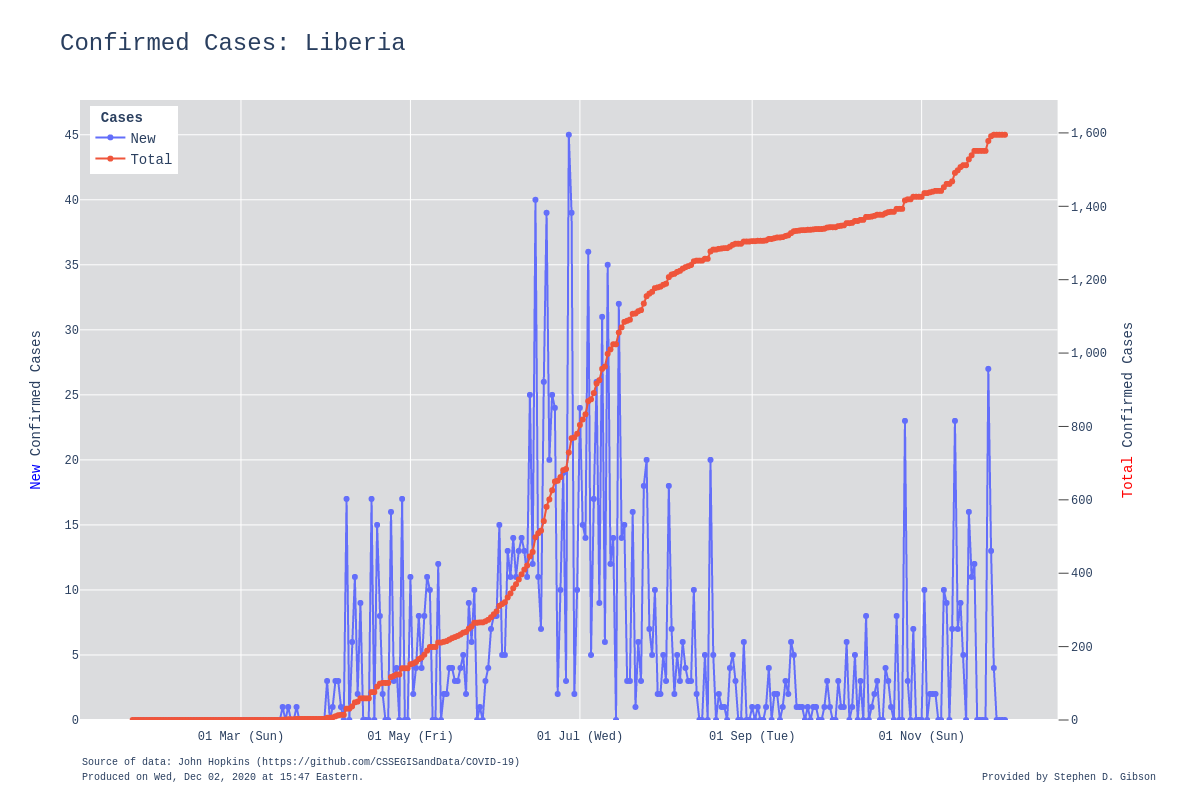 Confirmed Cases: Liberia
Cases
New
Total
45
40
35
30
25
20
15
10
5
0
1,600
1,400
1,200
1,000
800
600
400
200
0
New Confirmed Cases
Total Confirmed Cases
01 Mar (Sun)
01 May (Fri)
01 Jul (Wed)
01 Sep (Tue)
01 Nov (Sun)
Source of data: John Hopkins (https://github.com/CSSEGISandData/COVID-19)
Produced on Wed, Dec 02, 2020 at 15:47 Eastern.
Provided by Stephen D. Gibson